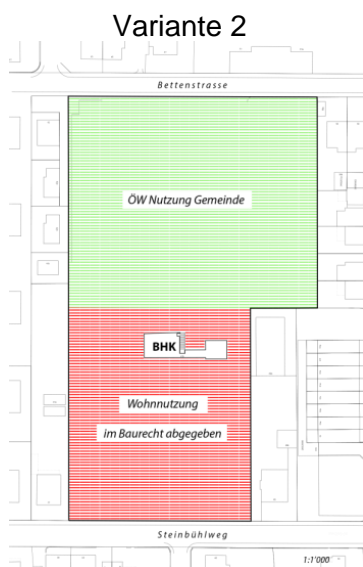 Variante 2
Bettenstrasse
ÖW Nutzung Gemeinde
BHK
Wohnnutzung
im Baurecht abgegeben
Steinbühlweg
1:1'000